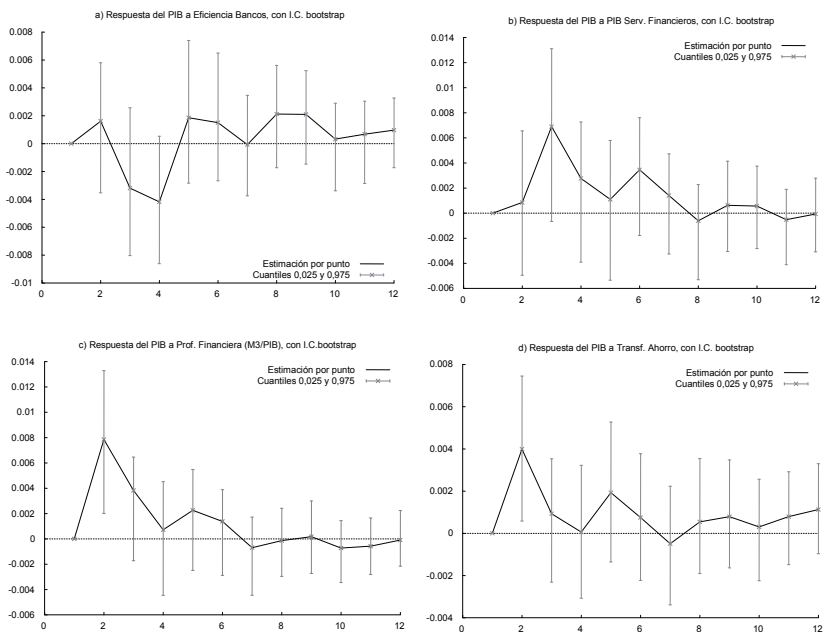 a) Respuesta del PIB a Eficiencia Bancos, con I.C. bootstrap
0.008
0.006
0.004
0.002
0
-0.002
-0.004
-0.006
-0.008
-0.01
0 2 4 6 8 10 12
Estimación por punto
Cuantiles 0,025 y 0,975
b) Respuesta del PIB a PIB Serv. Financieros, con I.C. bootstrap
0.014
0.012
0.01
0.008
0.006
0.004
0.002
0
-0.002
-0.004
-0.006
0 2 4 6 8 10 12
Estimación por punto
Cuantiles 0,025 y 0,975
c) Respuesta del PIB a Prof. Financiera (M3/PIB), con I.C.bootstrap
0.014
0.012
0.01
0.008
0.006
0.004
0.002
0
-0.002
-0.004
-0.006
0 2 4 6 8 10 12
Estimación por punto
Cuantiles 0,025 y 0,975
d) Respuesta del PIB a Transf. Ahorro, con I.C. bootstrap
0.008
0.006
0.004
0.002
0
-0.002
-0.004
0 2 4 6 8 10 12
Estimación por punto
Cuantiles 0,025 y 0,975